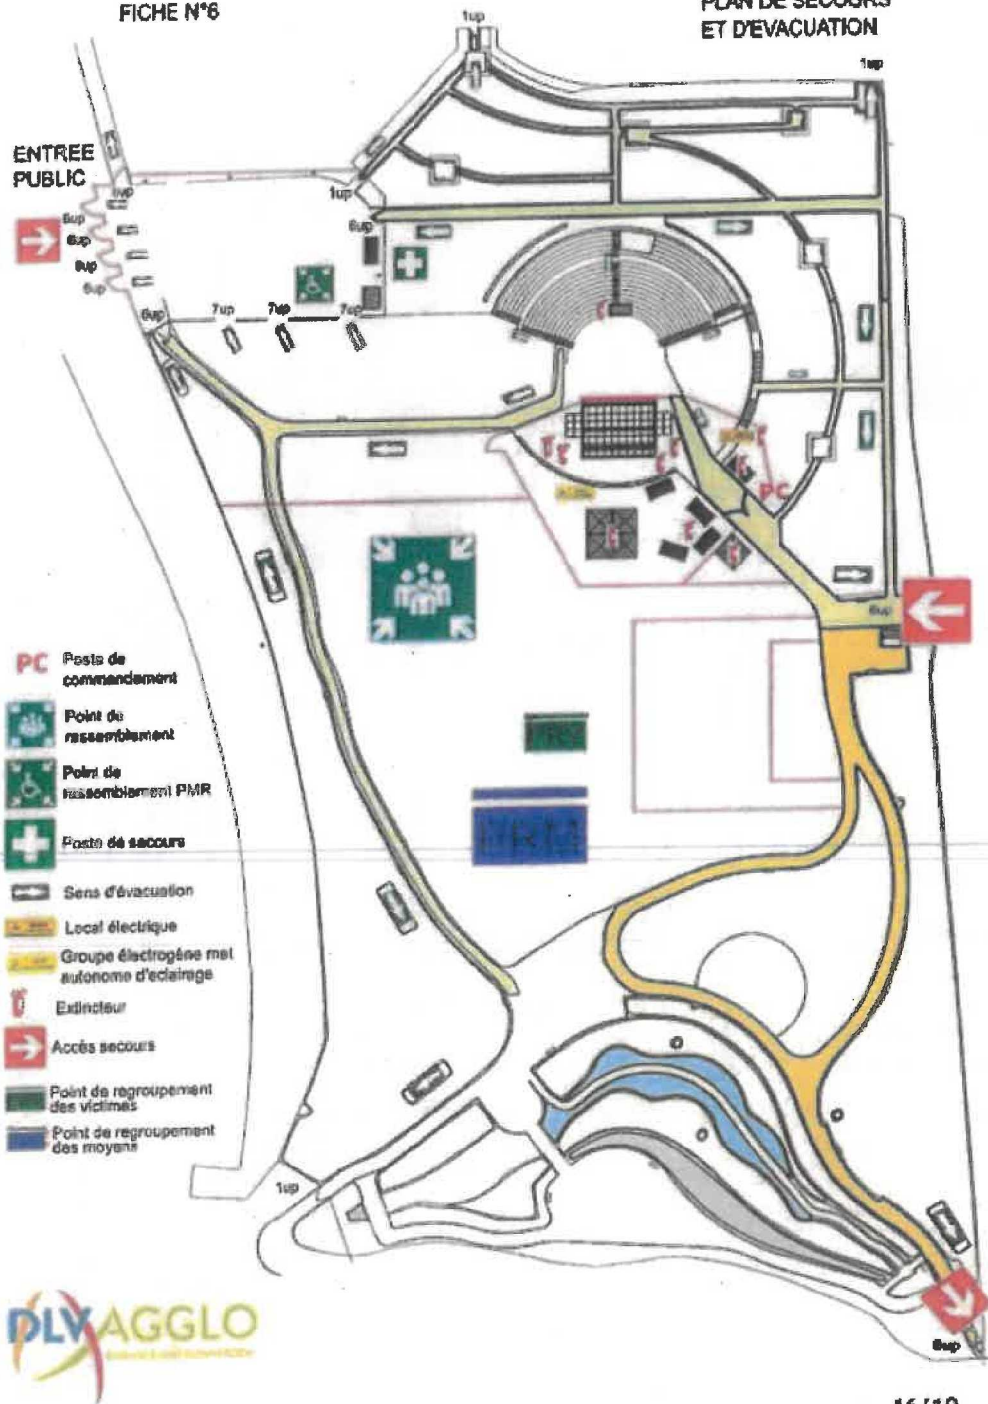 FICHE N°6
PLAN DE SECOURS
ET D'EVACUATION
1up
1up
ENTREE
PUBLIC
6up
1up
6up
6up
6up
6up
6up
6up
7up
7up
7up
PC
6up
PC Poste de
commandement
Point de
rassemblement
Point de
rassemblement PMR
Poste de secours
Sens d'évacuation
Local électrique
Groupe électrogène mat
autonome d'eclairage
Extincteur
Accès secours
Point de regroupement
des victimes
Point de regroupement
des moyens
PRV
PRM
1up
6up
DLVAGGLO